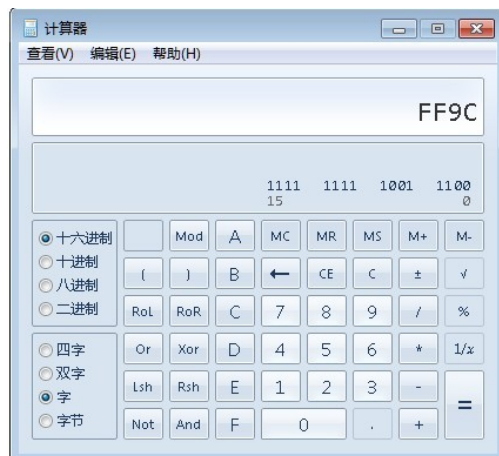 计算器
查看(V) 编辑(E) 帮助(H)
FF9C
1111 1111 1001 1100
15 0
十六进制 Mod A MC MR MS M+ M-
十进制
八进制 ( ) B ← CE C ± √
二进制 RoL RoR C 7 8 9 / %
四字 Or Xor D 4 5 6 * 1/x
双字
字 Lsh Rsh E 1 2 3 - =
字节 Not And F 0 . +